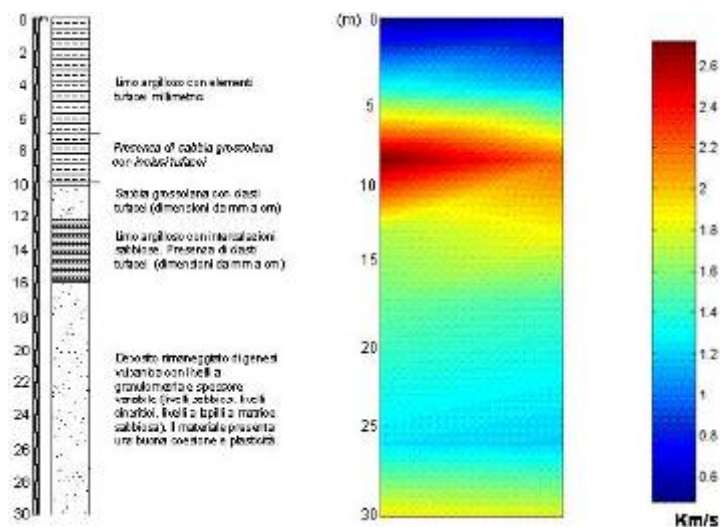 0
2
4
6
8
10
12
14
16
18
20
22
24
26
28
30
Limo argilloso con elementi
tufacei millimetrici
Presenza di sabbia grossolana
con inclusi tufacei
Sabbia grossolana con clasti
tufacei (dimensioni da mm a cm)
Limo argilloso con intercalazioni
sabbiose. Presenza di clasti
tufacei (dimensioni da mm a cm)
Deposito rimaneggiato di genesi
vulcanica con livelli a
granulometria e spessore
variabile (livelli sabbiosi, livelli
cineritici, livelli a lapilli a matrice
sabbiosa). Il materiale presenta
una buona coesione e plasticità.
(m)
0
5
10
15
20
25
30
2.6
2.4
2.2
2
1.8
1.6
1.4
1.2
1
0.8
0.6
Km/s